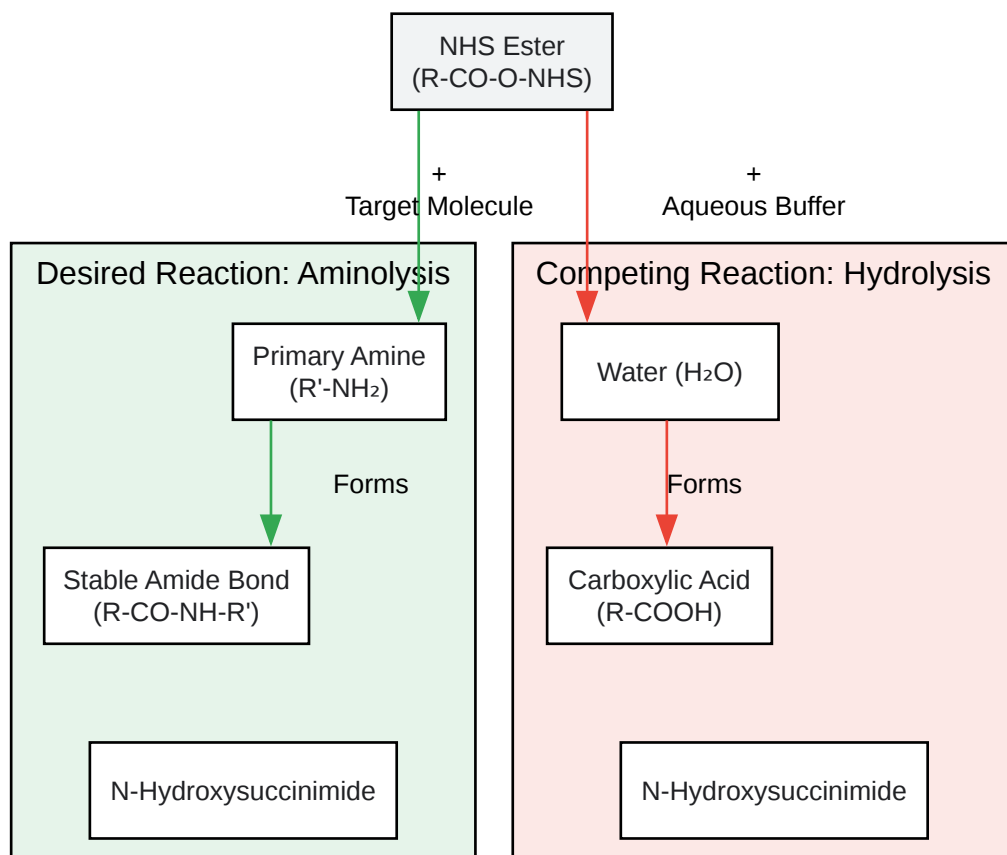 NHS Ester
(R-CO-O-NHS)
+
Target Molecule
+
Aqueous Buffer
Desired Reaction: Aminolysis
Primary Amine
(R'-NH₂)
Forms
Stable Amide Bond
(R-CO-NH-R')
N-Hydroxysuccinimide
Competing Reaction: Hydrolysis
Water (H₂O)
Forms
Carboxylic Acid
(R-COOH)
N-Hydroxysuccinimide